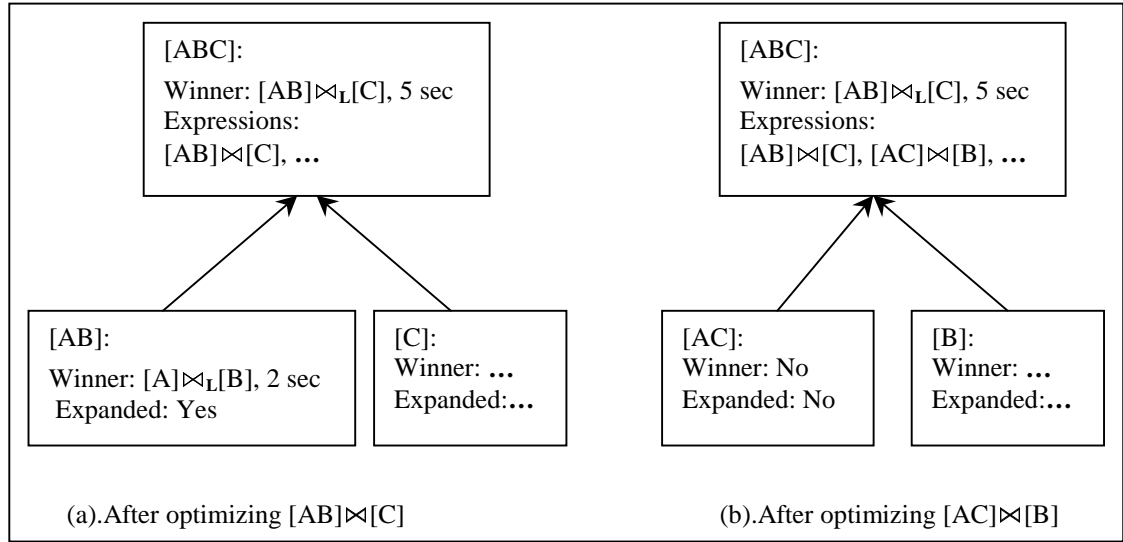 [ABC]:
Winner: [AB]⋈L[C], 5 sec
Expressions:
[AB]⋈[C], ...
[AB]:
Winner: [A]⋈L[B], 2 sec
Expanded: Yes
[C]:
Winner: ...
Expanded:...
(a).After optimizing [AB]⋈[C]
[ABC]:
Winner: [AB]⋈L[C], 5 sec
Expressions:
[AB]⋈[C], [AC]⋈[B], ...
[AC]:
Winner: No
Expanded: No
[B]:
Winner: ...
Expanded:...
(b).After optimizing [AC]⋈[B]